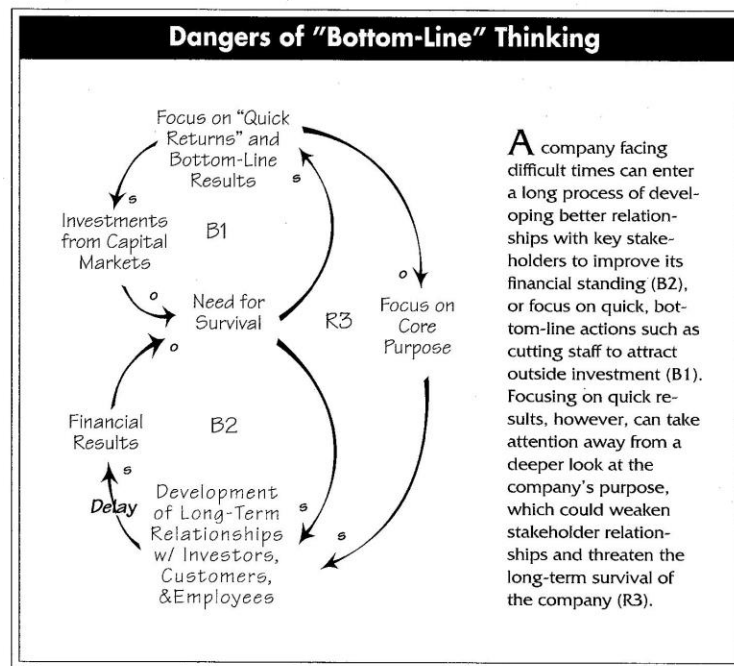 Dangers of "Bottom-Line" Thinking
Focus on "Quick
Returns" and
Bottom-Line
Results
s
s
Investments
from Capital
Markets
B1
o
Need for
Survival
o
R3
o
Focus on
Core
Purpose
Financial
Results
B2
s
Delay
Development
of Long-Term
Relationships
w/ Investors,
Customers,
&Employees
s
s
A company facing
difficult times can enter
a long process of devel-
oping better relation-
ships with key stake-
holders to improve its
financial standing (B2),
or focus on quick, bot-
tom-line actions such as
cutting staff to attract
outside investment (B1).
Focusing on quick re-
sults, however, can take
attention away from a
deeper look at the
company's purpose,
which could weaken
stakeholder relation-
ships and threaten the
long-term survival of
the company (R3).